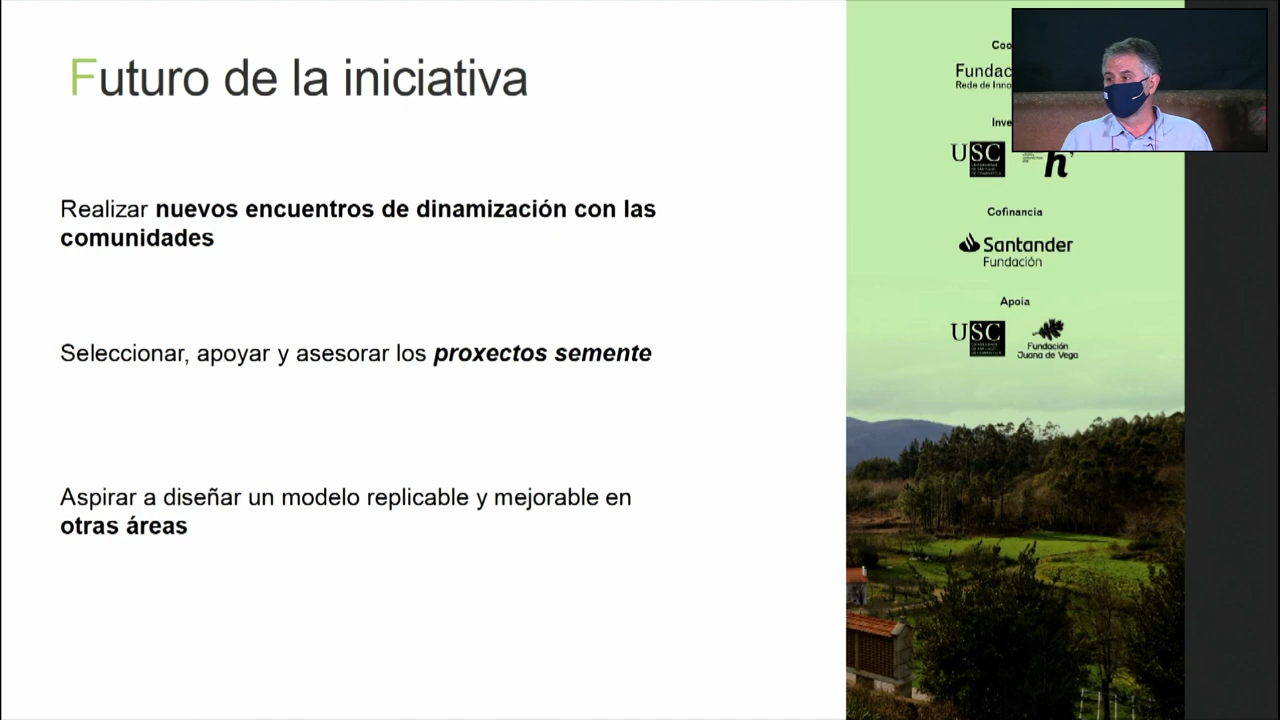 Futuro de la iniciativa
Realizar nuevos encuentros de dinamización con las
comunidades
Seleccionar, apoyar y asesorar los proxectos semente
Aspirar a diseñar un modelo replicable y mejorable en
otras áreas
Coo
Fundac
Rede de Inno
Inve
USC
h
Cofinancia
Santander
Fundación
Apoia
USC
Fundación
Juana de Vega